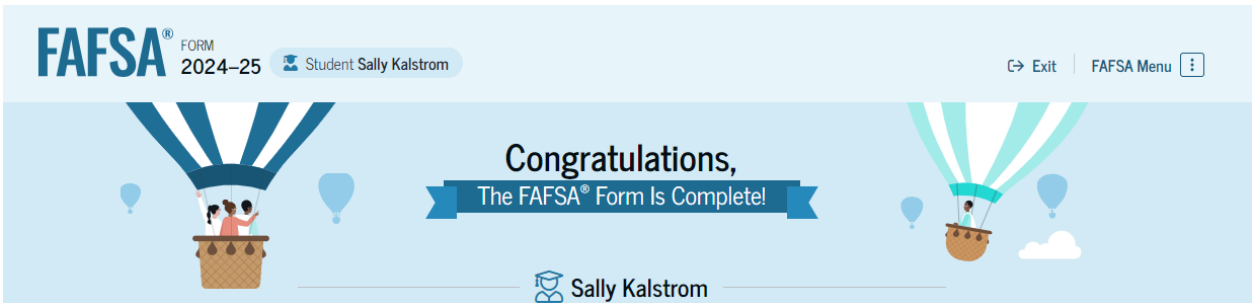 FAFSA® FORM
2024–25 Student Sally Kalstrom Exit FAFSA Menu
Congratulations,
The FAFSA® Form Is Complete!
Sally Kalstrom